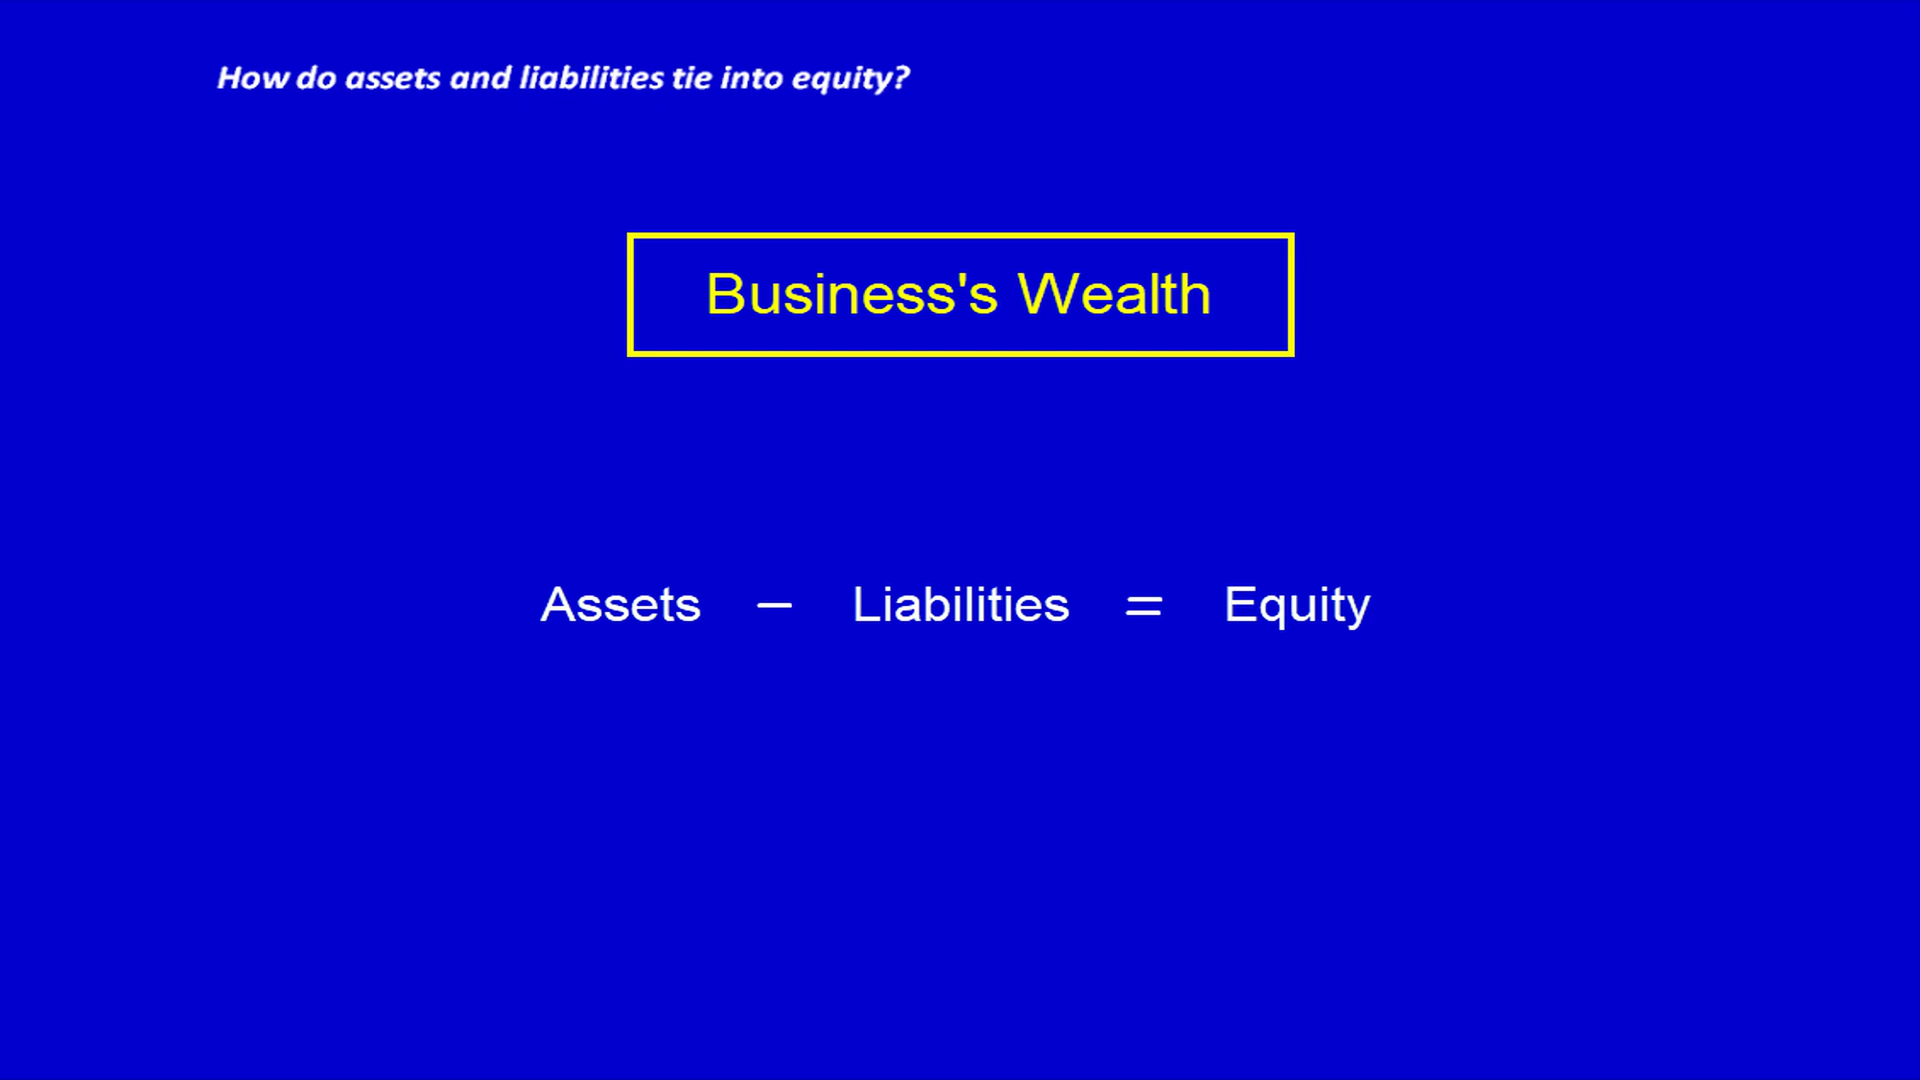 How do assets and liabilities tie into equity?
Business's Wealth
Assets – Liabilities = Equity